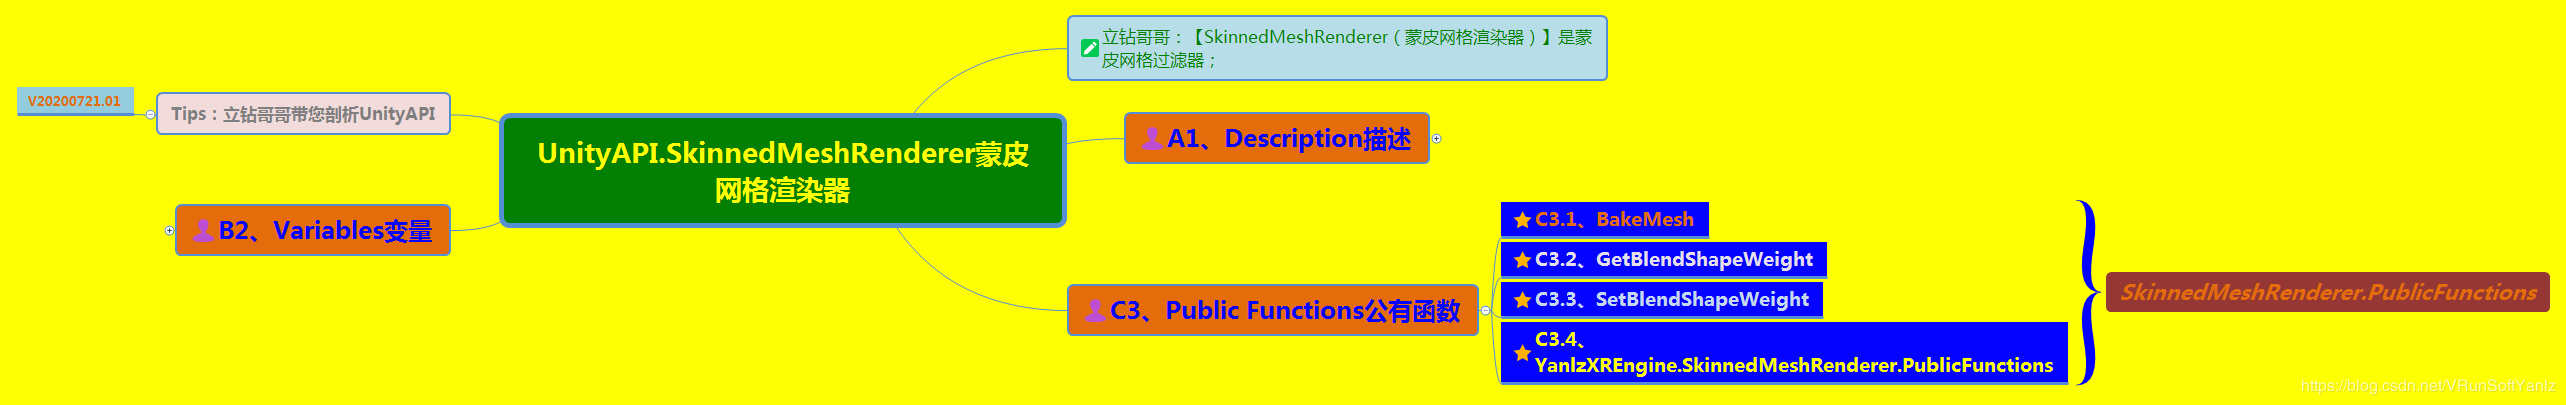 立钻哥哥：【SkinnedMeshRenderer（蒙皮网格渲染器）】是蒙
皮网格过滤器；
V20200721.01
Tips：立钻哥哥带您剖析UnityAPI
UnityAPI.SkinnedMeshRenderer蒙皮
网格渲染器
A1、Description描述
B2、Variables变量
C3、Public Functions公有函数
C3.1、BakeMesh
C3.2、GetBlendShapeWeight
C3.3、SetBlendShapeWeight
C3.4、
YanlzXREngine.SkinnedMeshRenderer.PublicFunctions
SkinnedMeshRenderer.PublicFunctions
https://blog.csdn.net/VRunSoftYanlz